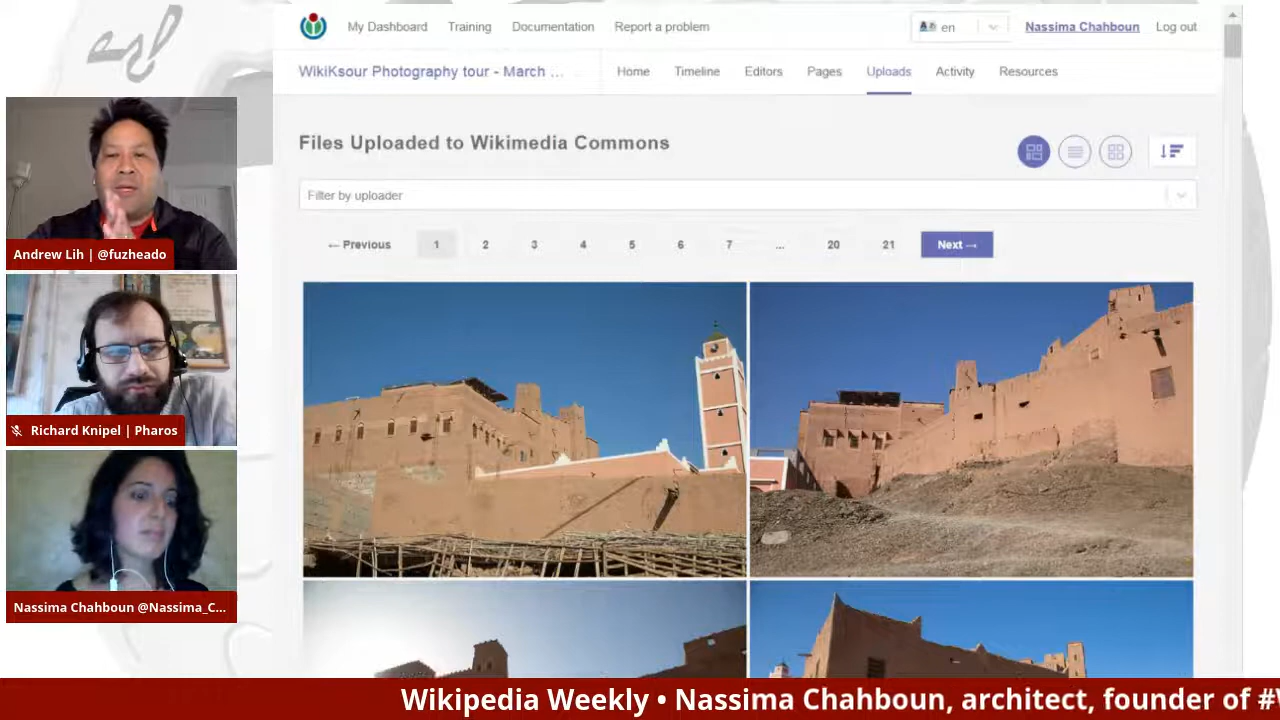 My Dashboard Training Documentation Report a problem en Nassima Chahboun Log out
WikiKsour Photography tour - March ... Home Timeline Editors Pages Uploads Activity Resources
Files Uploaded to Wikimedia Commons
Filter by uploader
← Previous 1 2 3 4 5 6 7 ... 20 21 Next →
Andrew Lih | @fuzheado
Richard Knipel | Pharos
Nassima Chahboun @Nassima_C...
Wikipedia Weekly • Nassima Chahboun, architect, founder of